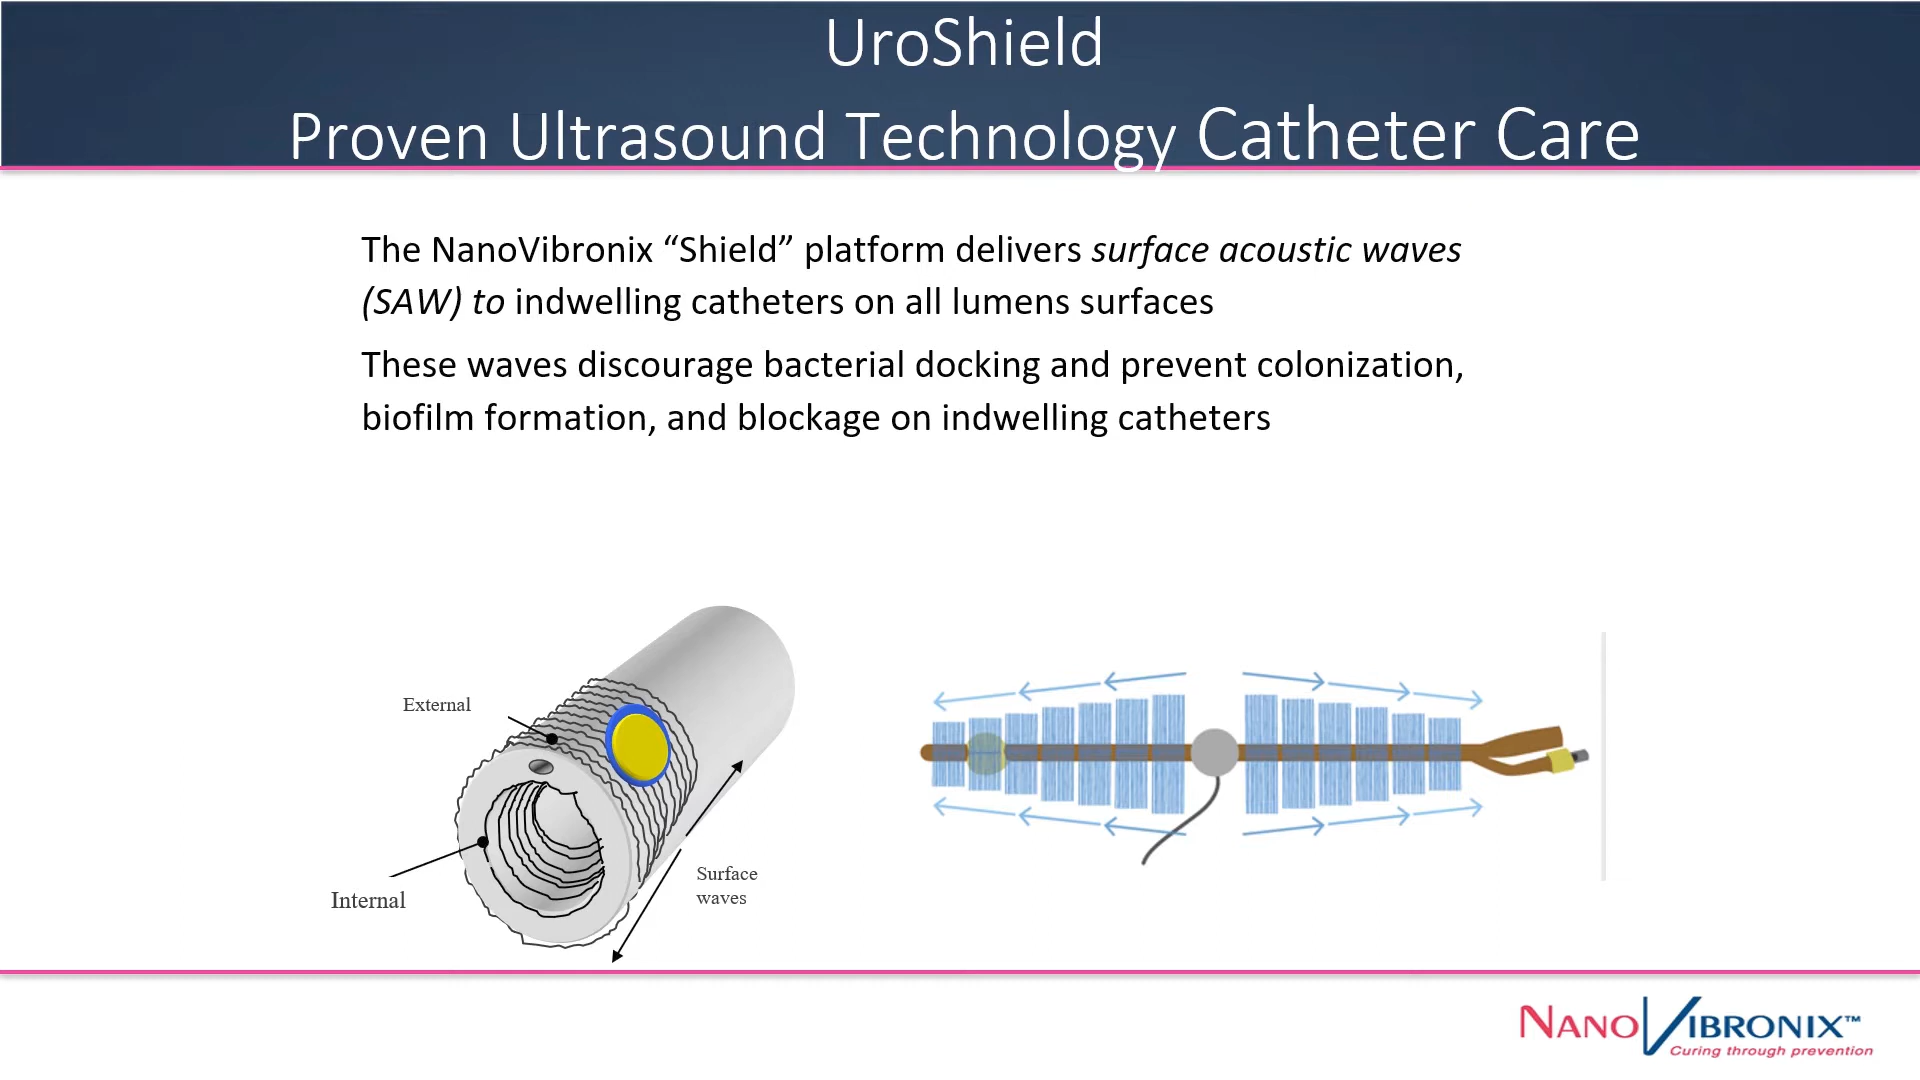 UroShield
Proven Ultrasound Technology Catheter Care
The NanoVibronix “Shield” platform delivers surface acoustic waves
(SAW) to indwelling catheters on all lumens surfaces
These waves discourage bacterial docking and prevent colonization,
biofilm formation, and blockage on indwelling catheters
External
Internal
Surface
waves
NANOVIBRONIX™
Curing through prevention